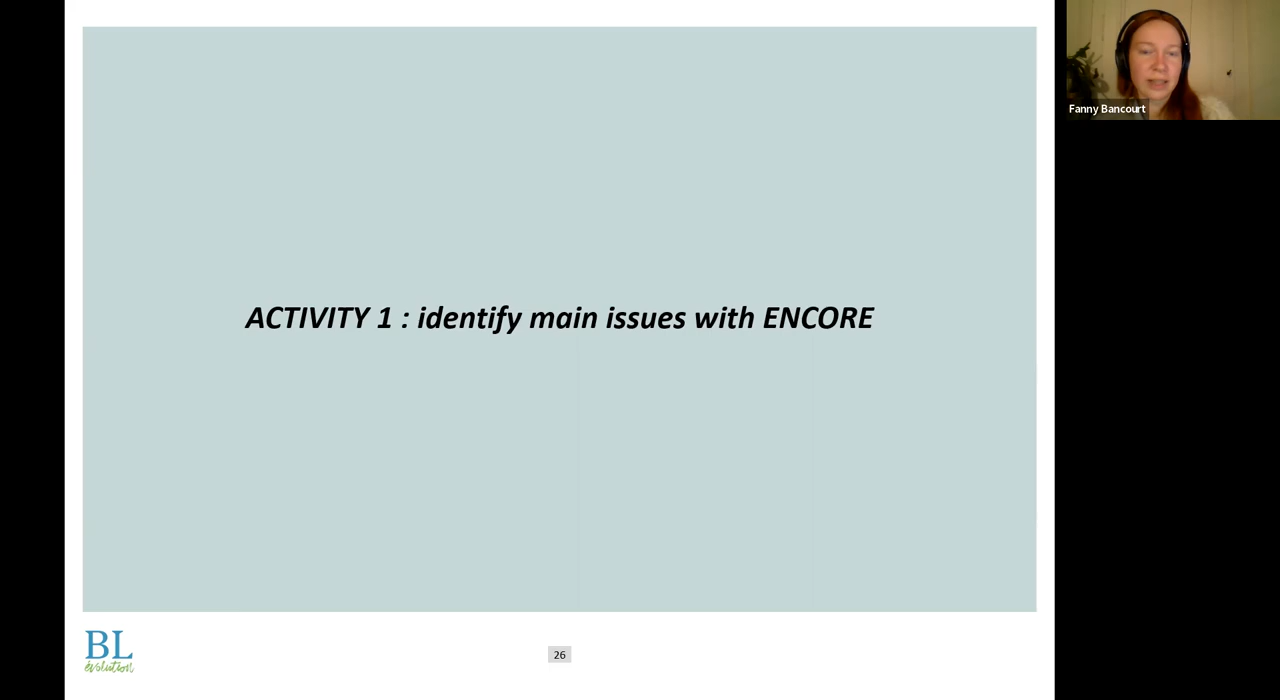 Fanny Bancourt
ACTIVITY 1 : identify main issues with ENCORE
BL
évolution
26